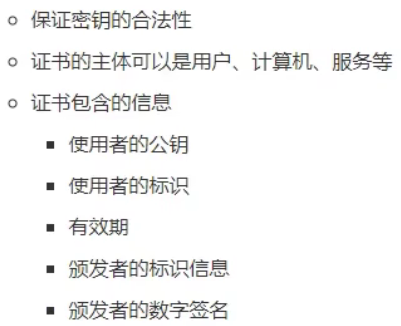 保证密钥的合法性
证书的主体可以是用户、计算机、服务等
证书包含的信息
使用者的公钥
使用者的标识
有效期
颁发者的标识信息
颁发者的数字签名